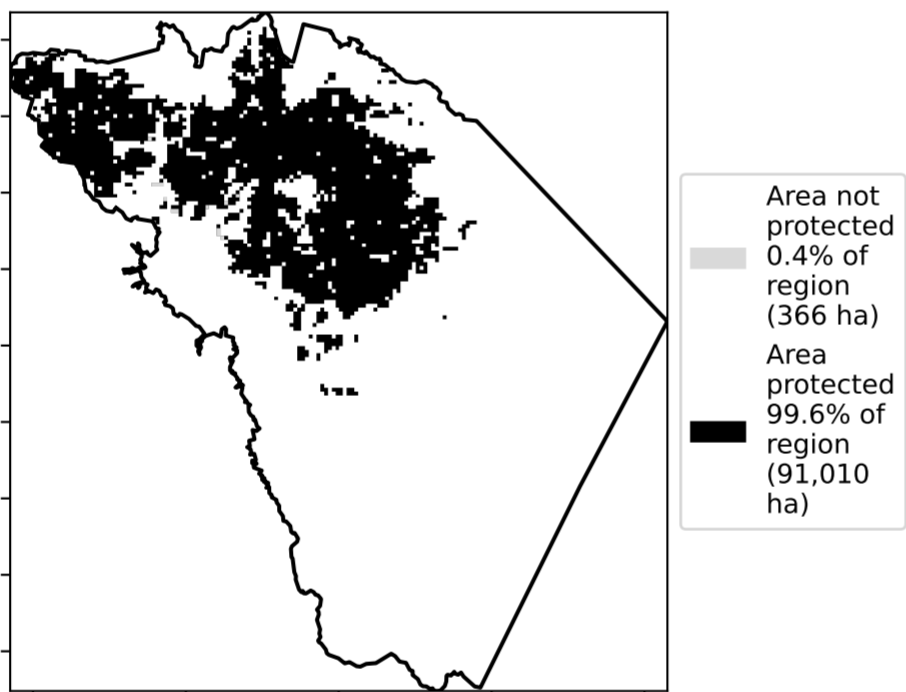 Area not
protected
0.4% of
region
(366 ha)
Area
protected
99.6% of
region
(91,010
ha)